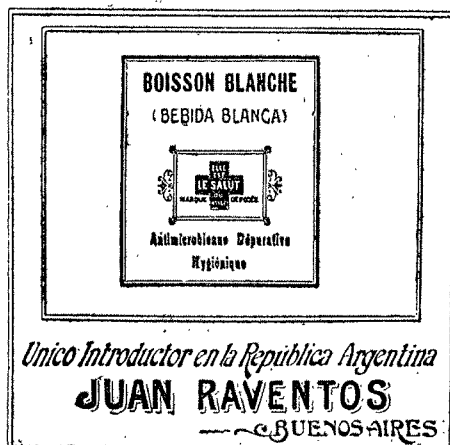 BOISSON BLANCHE
(BEBIDA BLANCA)
ELLE
EST
LE SALUT
MARQUE DEPOSÉE
Antimicrobienne Dépurative
Hygiénique
Unico Introductor en la República Argentina
JUAN RAVENTOS
BUENOS AIRES